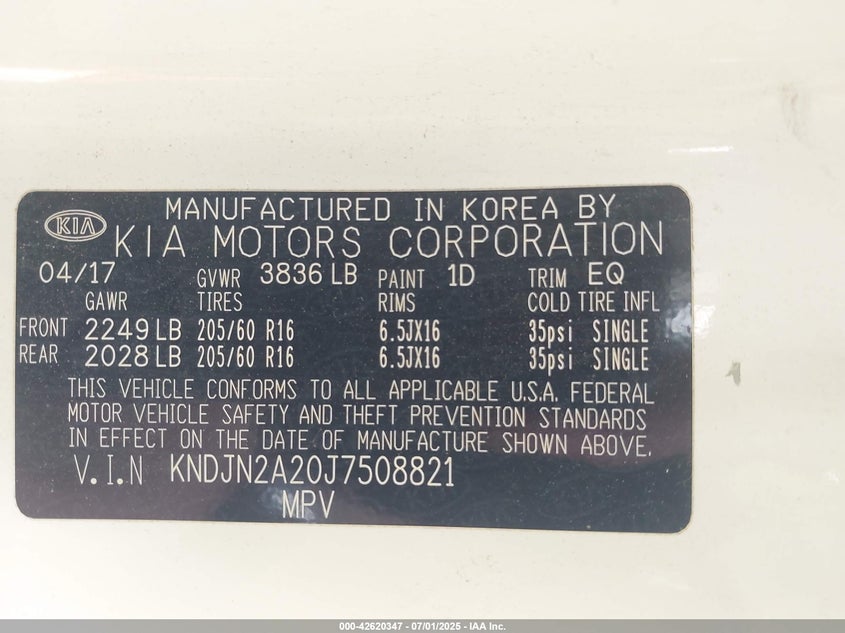 MANUFACTURED IN KOREA BY
KIA KIA MOTORS CORPORATION
04/17 GVWR 3836 LB PAINT 1D TRIM EQ
GAWR TIRES RIMS COLD TIRE INFL
FRONT 2249 LB 205/60 R16 6.5JX16 35psi SINGLE
REAR 2028 LB 205/60 R16 6.5JX16 35psi SINGLE
THIS VEHICLE CONFORMS TO ALL APPLICABLE U.S.A. FEDERAL
MOTOR VEHICLE SAFETY AND THEFT PREVENTION STANDARDS
IN EFFECT ON THE DATE OF MANUFACTURE SHOWN ABOVE.
V.I.N KNDJN2A20J7508821
MPV
000-42620347 - 07/01/2025 - IAA Inc.